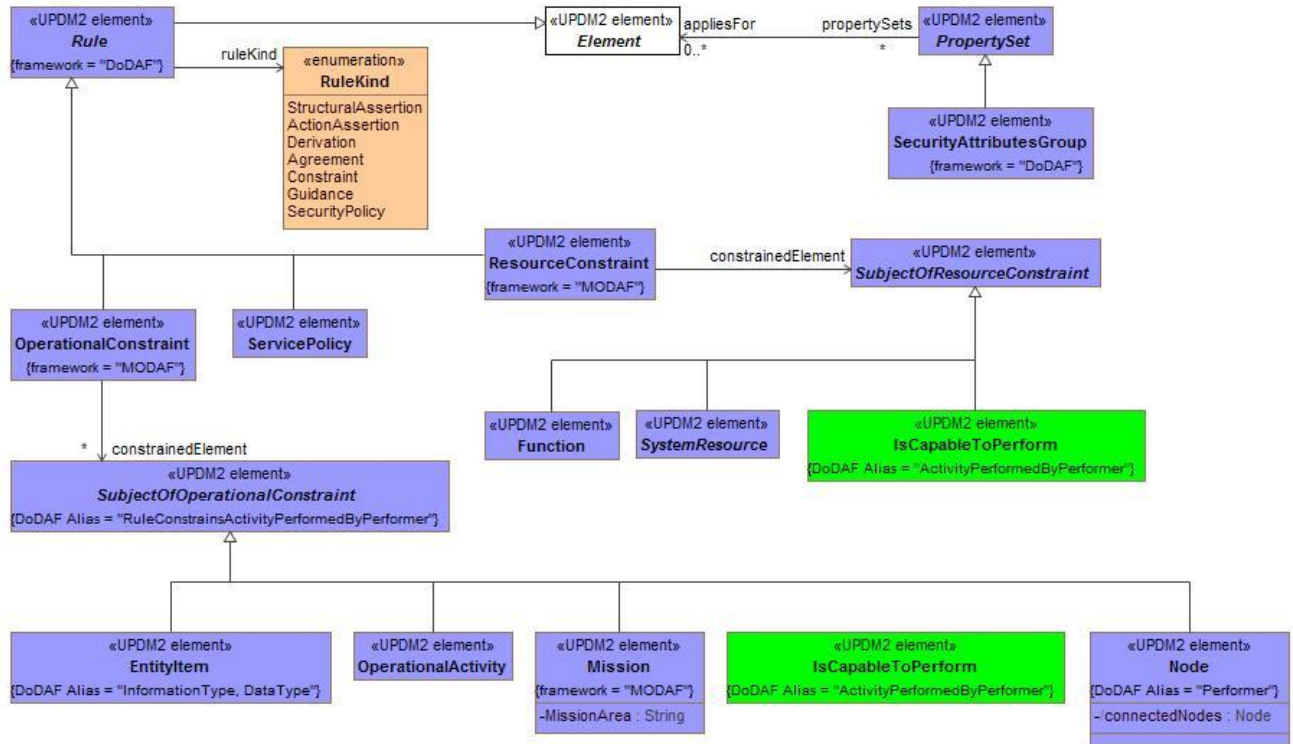 «UPDM2 element»
Rule
{framework = "DoDAF"}
ruleKind
«enumeration»
RuleKind
StructuralAssertion
ActionAssertion
Derivation
Agreement
Constraint
Guidance
SecurityPolicy
«UPDM2 element»
Element
appliesFor
0..*
propertySets
*
«UPDM2 element»
PropertySet
«UPDM2 element»
SecurityAttributesGroup
{framework = "DoDAF"}
«UPDM2 element»
ResourceConstraint
{framework = "MODAF"}
constrainedElement
«UPDM2 element»
SubjectOfResourceConstraint
«UPDM2 element»
OperationalConstraint
{framework = "MODAF"}
«UPDM2 element»
ServicePolicy
«UPDM2 element»
Function
«UPDM2 element»
SystemResource
«UPDM2 element»
IsCapableToPerform
{DoDAF Alias = "ActivityPerformedByPerformer"}
* constrainedElement
«UPDM2 element»
SubjectOfOperationalConstraint
{DoDAF Alias = "RuleConstrainsActivityPerformedByPerformer"}
«UPDM2 element»
EntityItem
{DoDAF Alias = "InformationType, DataType"}
«UPDM2 element»
OperationalActivity
«UPDM2 element»
Mission
{framework = "MODAF"}
-MissionArea : String
«UPDM2 element»
IsCapableToPerform
{DoDAF Alias = "ActivityPerformedByPerformer"}
«UPDM2 element»
Node
{DoDAF Alias = "Performer"}
-/connectedNodes : Node